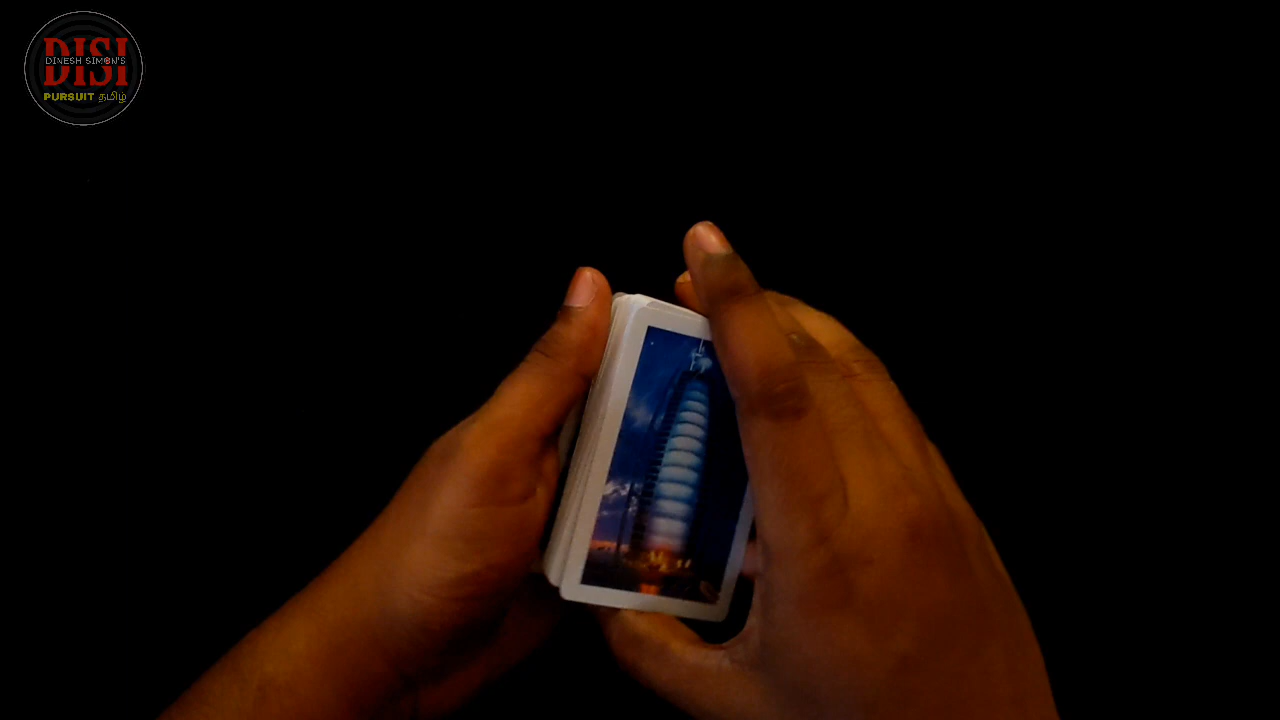 DISI
DINESH SIMON'S
PURSUIT தமிழ்